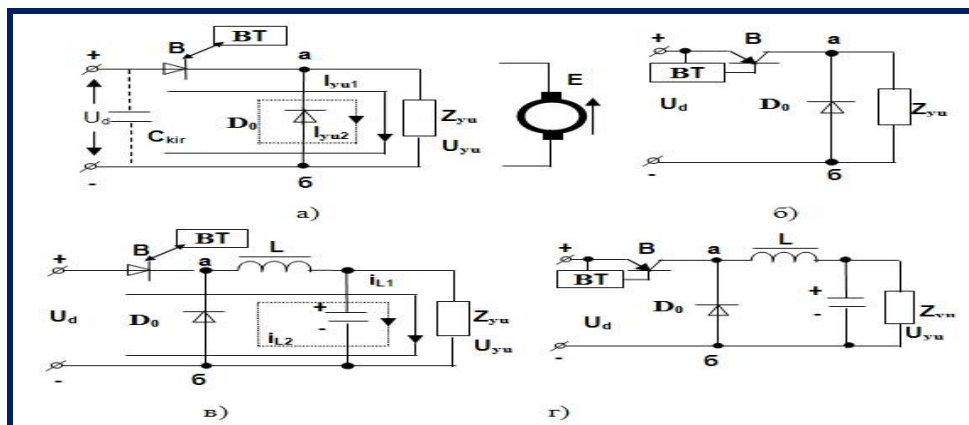 BT
+ B a
I_yu1
U_d C_kir D_0 I_yu2 Z_yu
U_yu
- б
а)
E
+ B a
BT
U_d D_0 Z_yu
- б
б)
BT
+ B a L
i_L1
+
U_d D_0 - Z_yu
i_L2 U_yu
- б
в)
+ B a L
BT
+
U_d D_0 - Z_yu
U_yu
- б
г)